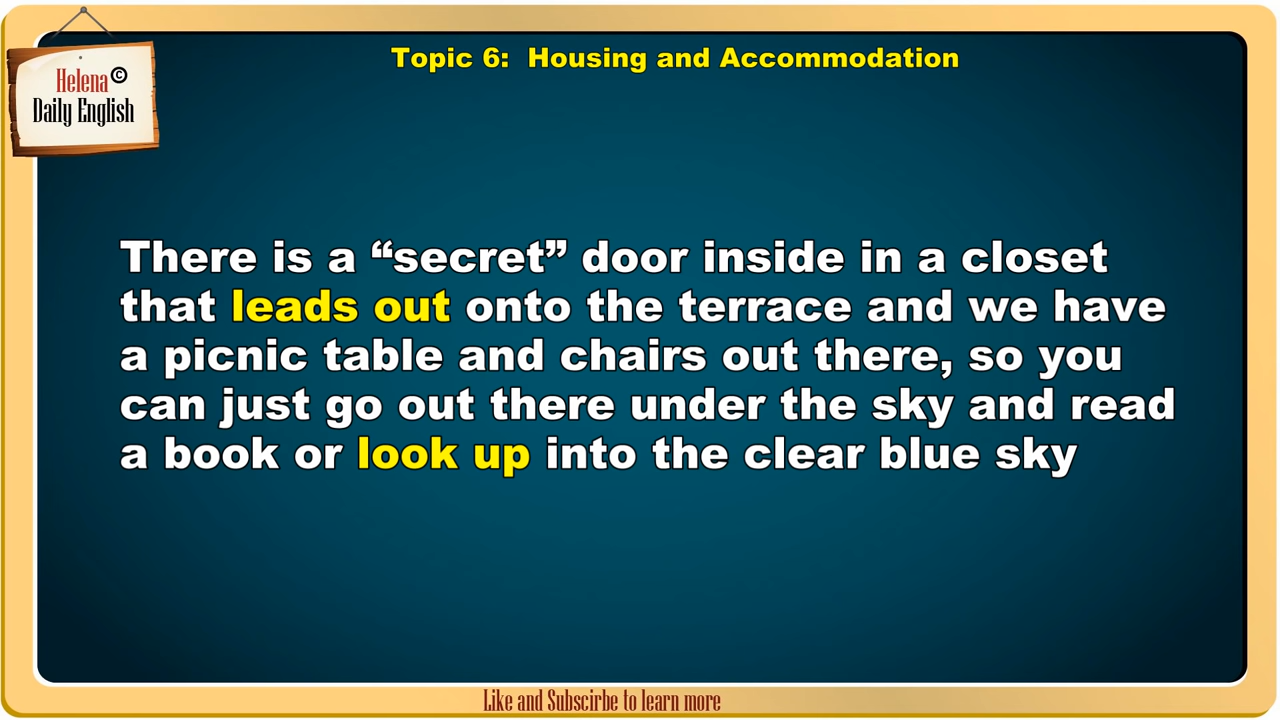 Topic 6: Housing and Accommodation
Helena©
Daily English
There is a “secret” door inside in a closet
that leads out onto the terrace and we have
a picnic table and chairs out there, so you
can just go out there under the sky and read
a book or look up into the clear blue sky
Like and Subscirbe to learn more